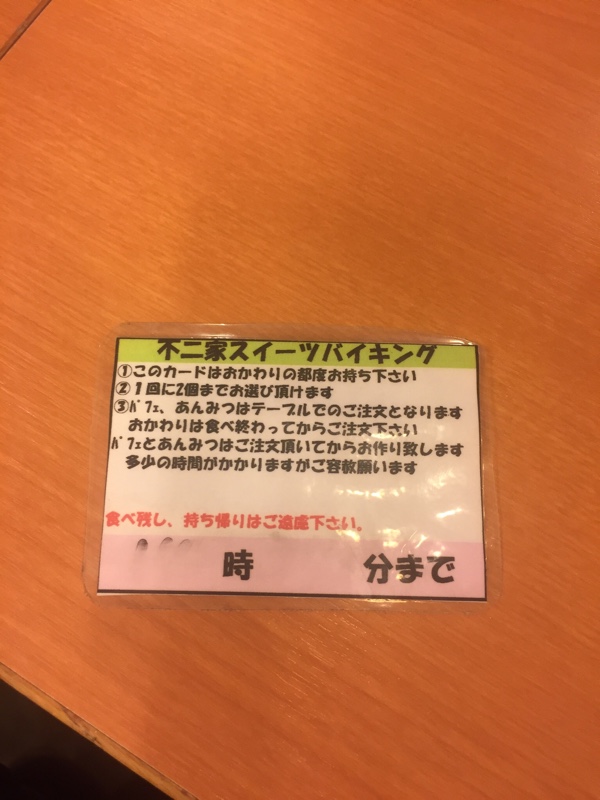 不二家スイーツバイキング
①このカードはおかわりの都度お持ち下さい
②1回に2個までお選び頂けます
③ﾊﾟﾌｪ、あんみつはテーブルでのご注文となります
おかわりは食べ終わってからご注文下さい
ﾊﾟﾌｪとあんみつはご注文頂いてからお作り致します
多少の時間がかかりますがご容赦願います
食べ残し、持ち帰りはご遠慮下さい。
時 分まで